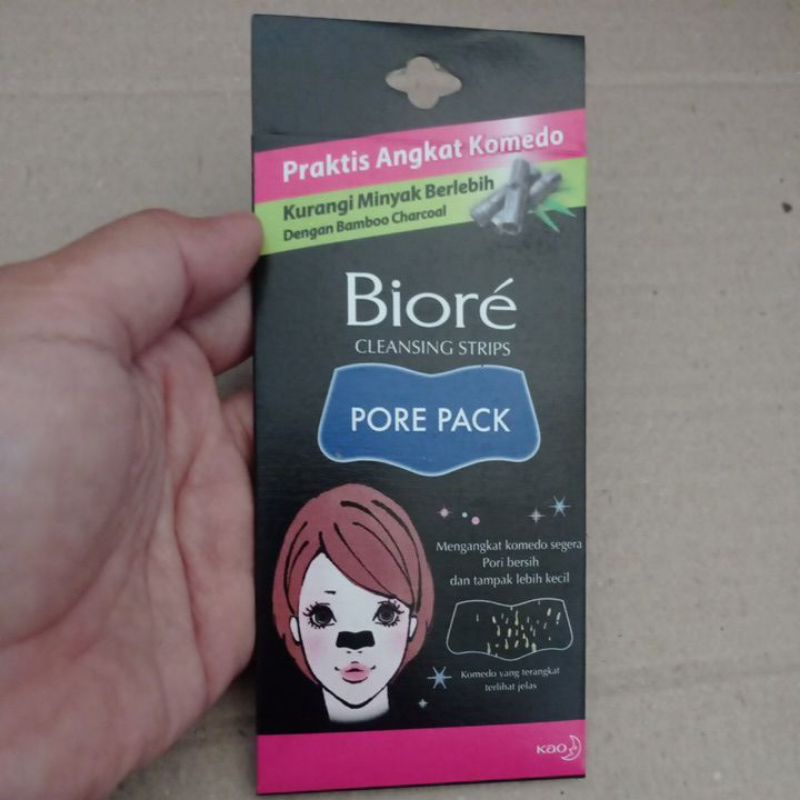 Praktis Angkat Komedo
Kurangi Minyak Berlebih
Dengan Bamboo Charcoal
Bioré
CLEANSING STRIPS
PORE PACK
Mengangkat komedo segera
Pori bersih
dan tampak lebih kecil
Komedo yang terangkat
terlihat jelas
Kao